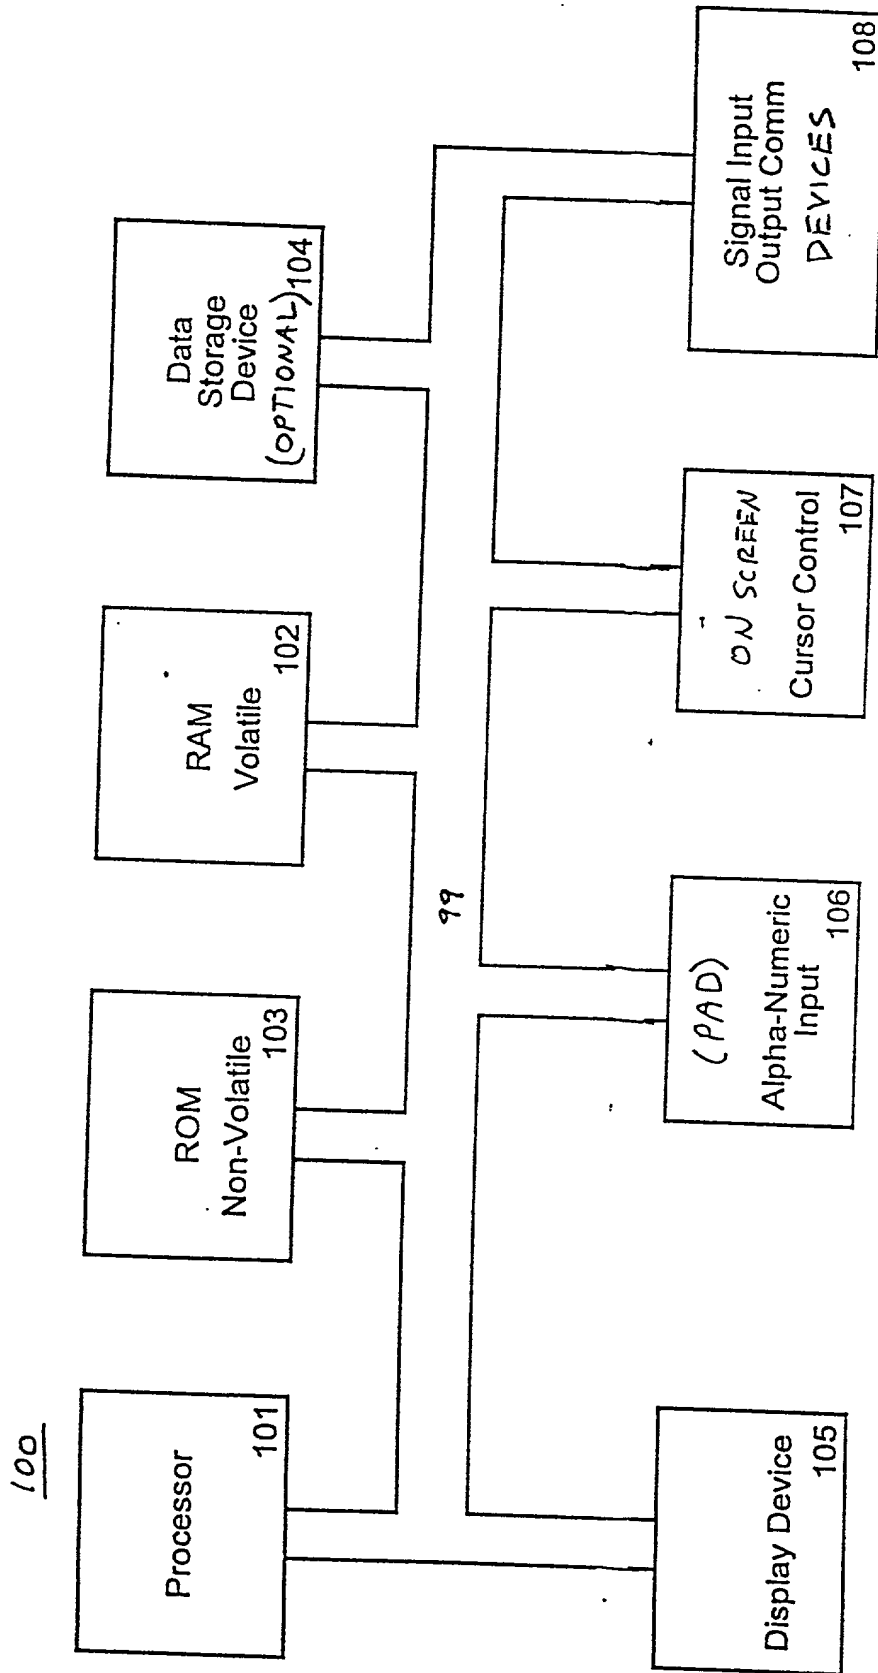 100
Processor
101
ROM
Non-Volatile
103
RAM
Volatile
102
Data
Storage
Device
(OPTIONAL)
104
99
Display Device
105
(PAD)
Alpha-Numeric
Input
106
ON SCREEN
Cursor Control
107
Signal Input
Output Comm
DEVICES
108